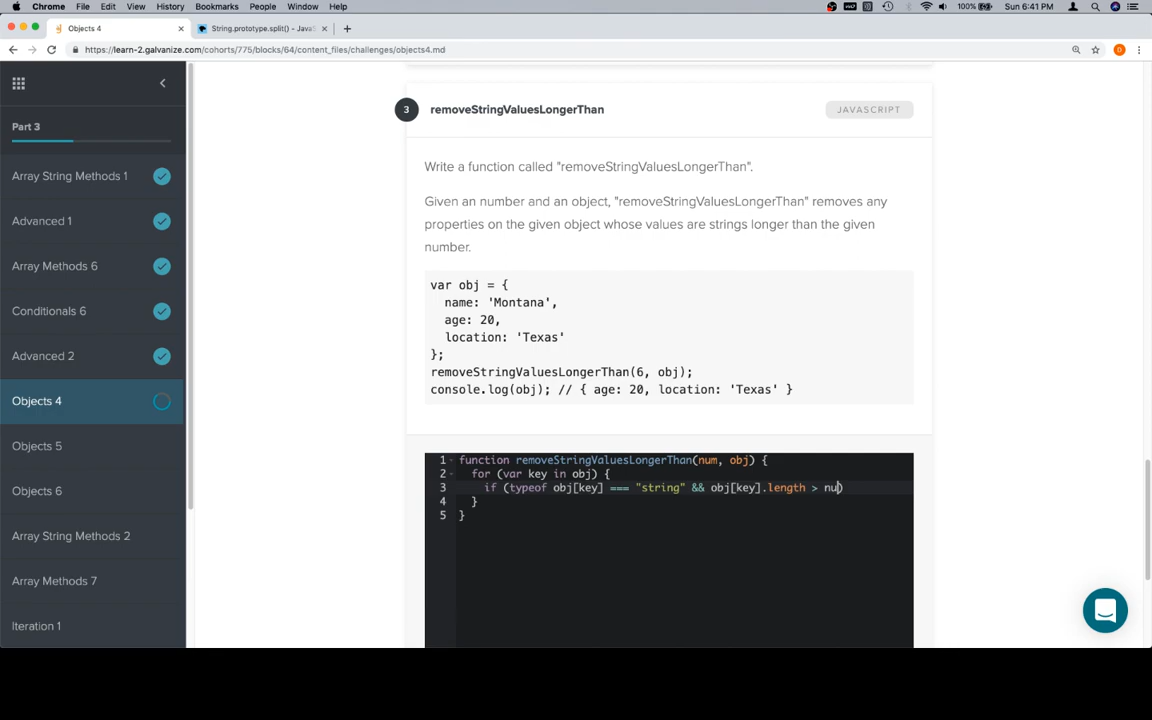 Chrome File Edit View History Bookmarks People Window Help 100% Sun 6:41 PM
Objects 4
String.prototype.split() - JavaS
https://learn-2.galvanize.com/cohorts/775/blocks/64/content_files/challenges/objects4.md
Part 3
Array String Methods 1
Advanced 1
Array Methods 6
Conditionals 6
Advanced 2
Objects 4
Objects 5
Objects 6
Array String Methods 2
Array Methods 7
Iteration 1
3 removeStringValuesLongerThan JAVASCRIPT
Write a function called "removeStringValuesLongerThan".
Given an number and an object, "removeStringValuesLongerThan" removes any
properties on the given object whose values are strings longer than the given
number.
var obj = {
name: 'Montana',
age: 20,
location: 'Texas'
};
removeStringValuesLongerThan(6, obj);
console.log(obj); // { age: 20, location: 'Texas' }
1 function removeStringValuesLongerThan(num, obj) {
2 for (var key in obj) {
3 if (typeof obj[key] === "string" && obj[key].length > nu)
4 }
5 }